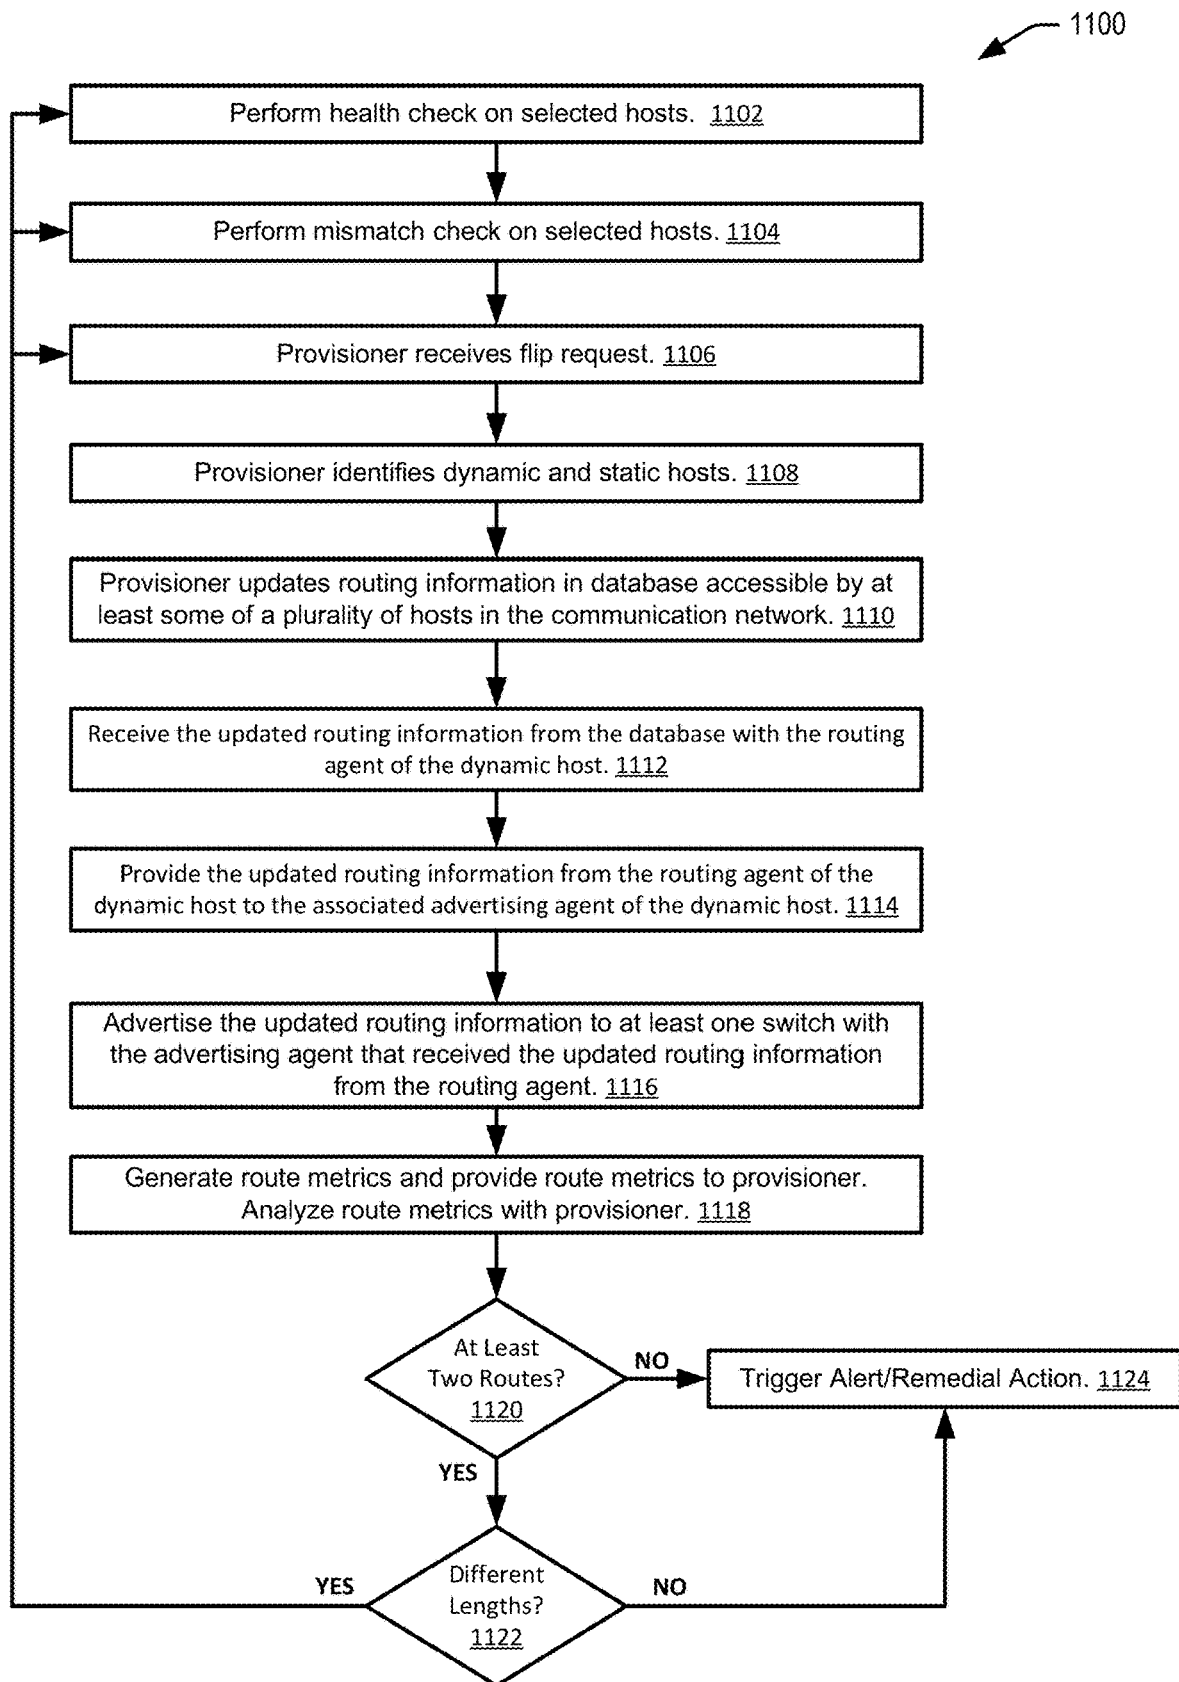 1100
Perform health check on selected hosts. 1102
Perform mismatch check on selected hosts. 1104
Provisioner receives flip request. 1106
Provisioner identifies dynamic and static hosts. 1108
Provisioner updates routing information in database accessible by at
least some of a plurality of hosts in the communication network. 1110
Receive the updated routing information from the database with the routing
agent of the dynamic host. 1112
Provide the updated routing information from the routing agent of the
dynamic host to the associated advertising agent of the dynamic host. 1114
Advertise the updated routing information to at least one switch with
the advertising agent that received the updated routing information
from the routing agent. 1116
Generate route metrics and provide route metrics to provisioner.
Analyze route metrics with provisioner. 1118
At Least
Two Routes?
1120
NO
Trigger Alert/Remedial Action. 1124
YES
Different
Lengths?
1122
YES
NO